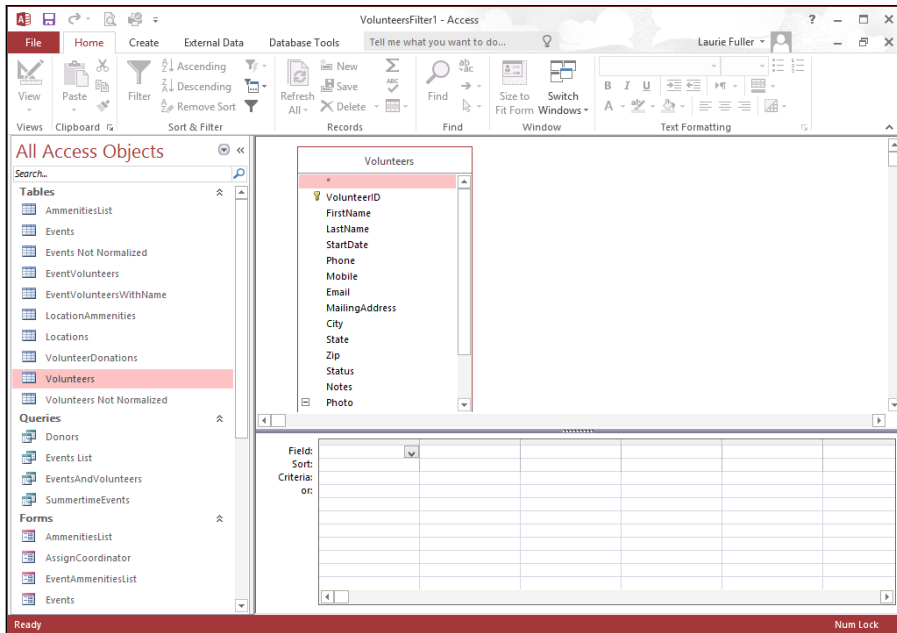 VolunteersFilter1 - Access
File Home Create External Data Database Tools Tell me what you want to do... Laurie Fuller
View
Paste
Filter
Ascending
Descending
Remove Sort
Refresh All
New
Save
Delete
Σ
ABC
Find
ab
ac
Size to Fit Form
Switch Windows
B I U
A
Views Clipboard Sort & Filter Records Find Window Text Formatting
All Access Objects
Search...
Tables
AmmenitiesList
Events
Events Not Normalized
EventVolunteers
EventVolunteersWithName
LocationAmmenities
Locations
VolunteerDonations
Volunteers
Volunteers Not Normalized
Queries
Donors
Events List
EventsAndVolunteers
SummertimeEvents
Forms
AmmenitiesList
AssignCoordinator
EventAmmenitiesList
Events
Volunteers
*
VolunteerID
FirstName
LastName
StartDate
Phone
Mobile
Email
MailingAddress
City
State
Zip
Status
Notes
Photo
Field:
Sort:
Criteria:
or:
Ready Num Lock